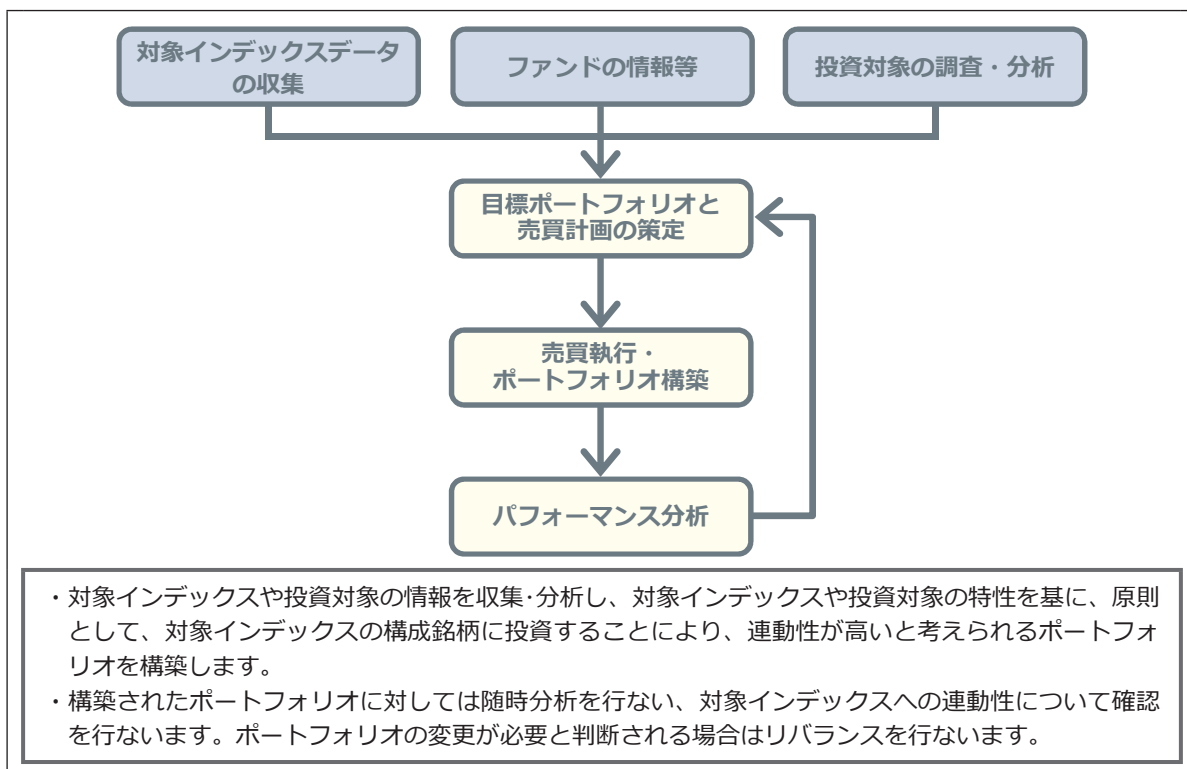 対象インデックスデータ
の収集
ファンドの情報等
投資対象の調査・分析
目標ポートフォリオと
売買計画の策定
売買執行・
ポートフォリオ構築
パフォーマンス分析
・対象インデックスや投資対象の情報を収集･分析し、対象インデックスや投資対象の特性を基に、原則
として、対象インデックスの構成銘柄に投資することにより、連動性が高いと考えられるポートフォ
リオを構築します。
・構築されたポートフォリオに対しては随時分析を行ない、対象インデックスへの連動性について確認
を行ないます。ポートフォリオの変更が必要と判断される場合はリバランスを行ないます。